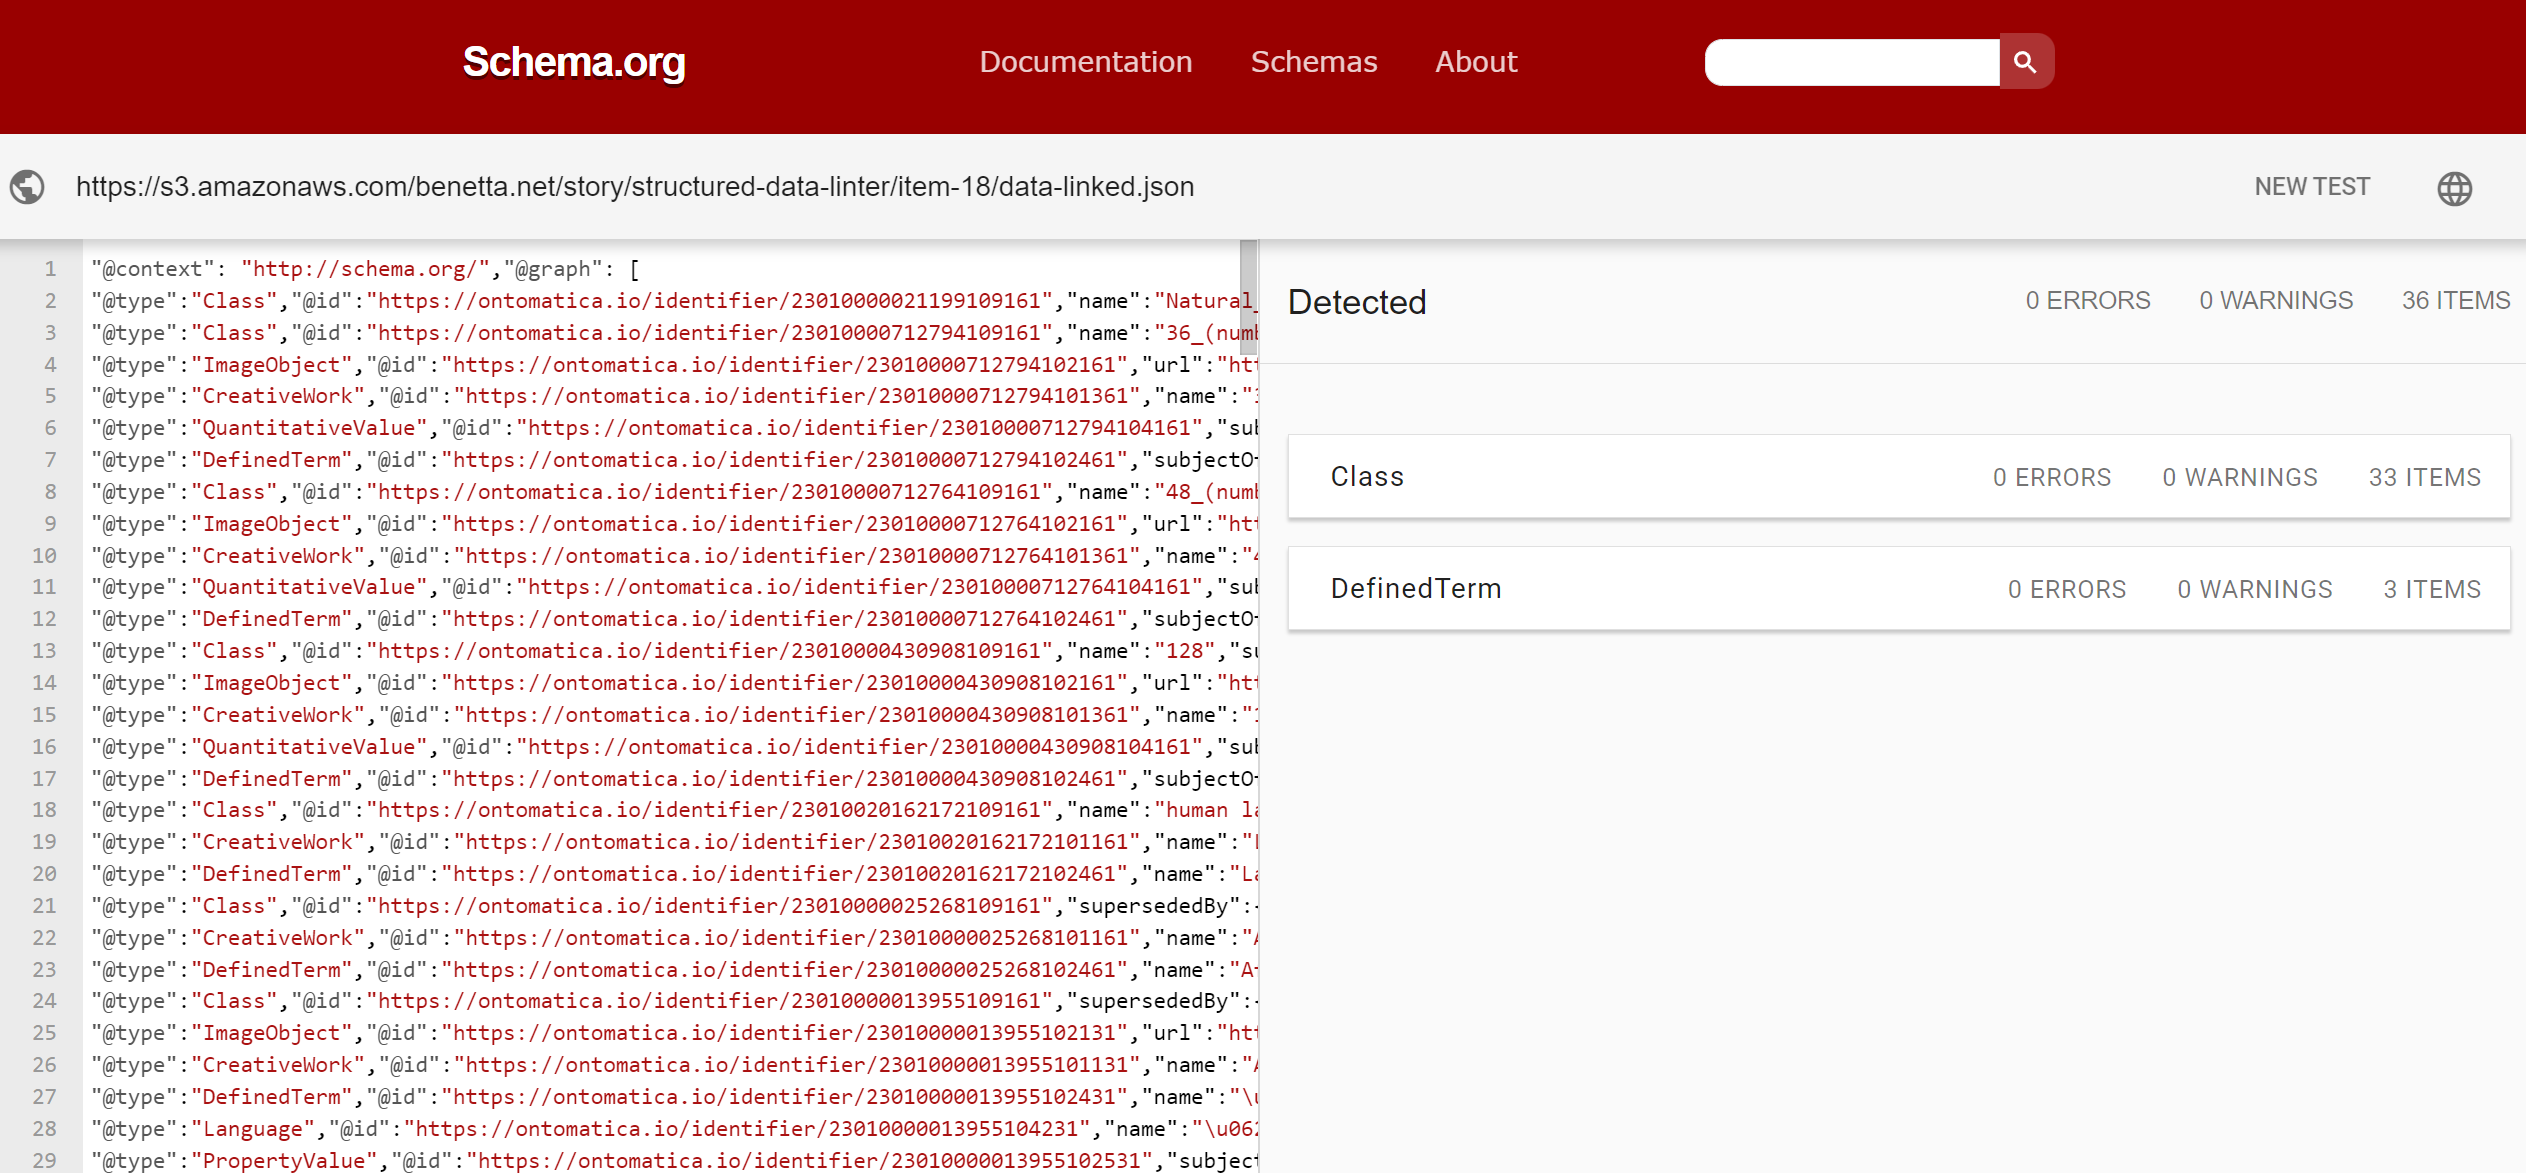 Schema.org Documentation Schemas About
https://s3.amazonaws.com/benetta.net/story/structured-data-linter/item-18/data-linked.json NEW TEST
1 "@context": "http://schema.org/","@graph": [
2 "@type":"Class","@id":"https://ontomatica.io/identifier/23010000021199109161","name":"Natural_
3 "@type":"Class","@id":"https://ontomatica.io/identifier/23010000712794109161","name":"36_(numb
4 "@type":"ImageObject","@id":"https://ontomatica.io/identifier/23010000712794102161","url":"htt
5 "@type":"CreativeWork","@id":"https://ontomatica.io/identifier/23010000712794101361","name":"3
6 "@type":"QuantitativeValue","@id":"https://ontomatica.io/identifier/23010000712794104161","sub
7 "@type":"DefinedTerm","@id":"https://ontomatica.io/identifier/23010000712794102461","subjectOf
8 "@type":"Class","@id":"https://ontomatica.io/identifier/23010000712764109161","name":"48_(numb
9 "@type":"ImageObject","@id":"https://ontomatica.io/identifier/23010000712764102161","url":"htt
10 "@type":"CreativeWork","@id":"https://ontomatica.io/identifier/23010000712764101361","name":"4
11 "@type":"QuantitativeValue","@id":"https://ontomatica.io/identifier/23010000712764104161","sub
12 "@type":"DefinedTerm","@id":"https://ontomatica.io/identifier/23010000712764102461","subjectOf
13 "@type":"Class","@id":"https://ontomatica.io/identifier/23010000430908109161","name":"128","su
14 "@type":"ImageObject","@id":"https://ontomatica.io/identifier/23010000430908102161","url":"htt
15 "@type":"CreativeWork","@id":"https://ontomatica.io/identifier/23010000430908101361","name":"1
16 "@type":"QuantitativeValue","@id":"https://ontomatica.io/identifier/23010000430908104161","sub
17 "@type":"DefinedTerm","@id":"https://ontomatica.io/identifier/23010000430908102461","subjectOf
18 "@type":"Class","@id":"https://ontomatica.io/identifier/23010020162172109161","name":"human la
19 "@type":"CreativeWork","@id":"https://ontomatica.io/identifier/23010020162172101161","name":"L
20 "@type":"DefinedTerm","@id":"https://ontomatica.io/identifier/23010020162172102461","name":"La
21 "@type":"Class","@id":"https://ontomatica.io/identifier/23010000025268109161","supersededBy":
22 "@type":"CreativeWork","@id":"https://ontomatica.io/identifier/23010000025268101161","name":"A
23 "@type":"DefinedTerm","@id":"https://ontomatica.io/identifier/23010000025268102461","name":"A
24 "@type":"Class","@id":"https://ontomatica.io/identifier/23010000013955109161","supersededBy":
25 "@type":"ImageObject","@id":"https://ontomatica.io/identifier/23010000013955102131","url":"htt
26 "@type":"CreativeWork","@id":"https://ontomatica.io/identifier/23010000013955101131","name":"A
27 "@type":"DefinedTerm","@id":"https://ontomatica.io/identifier/23010000013955102431","name":"\u
28 "@type":"Language","@id":"https://ontomatica.io/identifier/23010000013955104231","name":"\u062
29 "@type":"PropertyValue","@id":"https://ontomatica.io/identifier/23010000013955102531","subject
Detected 0 ERRORS 0 WARNINGS 36 ITEMS
Class 0 ERRORS 0 WARNINGS 33 ITEMS
DefinedTerm 0 ERRORS 0 WARNINGS 3 ITEMS